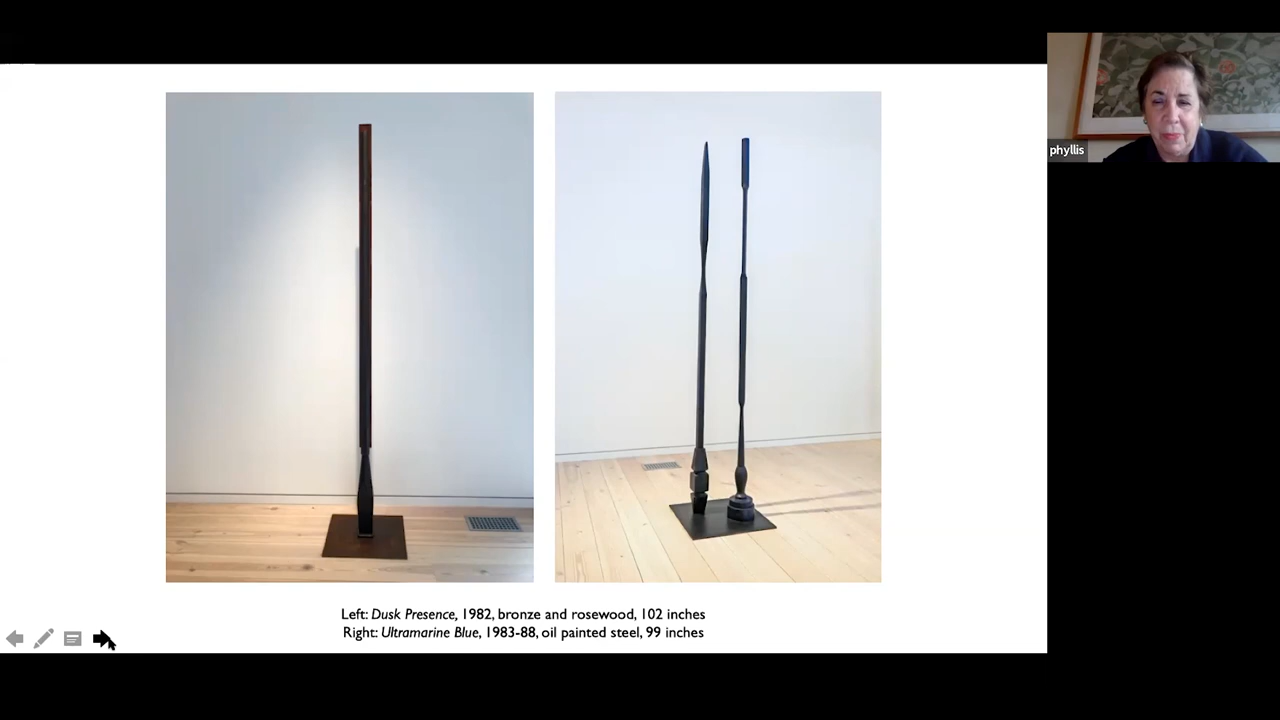 phyllis
Left: Dusk Presence, 1982, bronze and rosewood, 102 inches
Right: Ultramarine Blue, 1983-88, oil painted steel, 99 inches